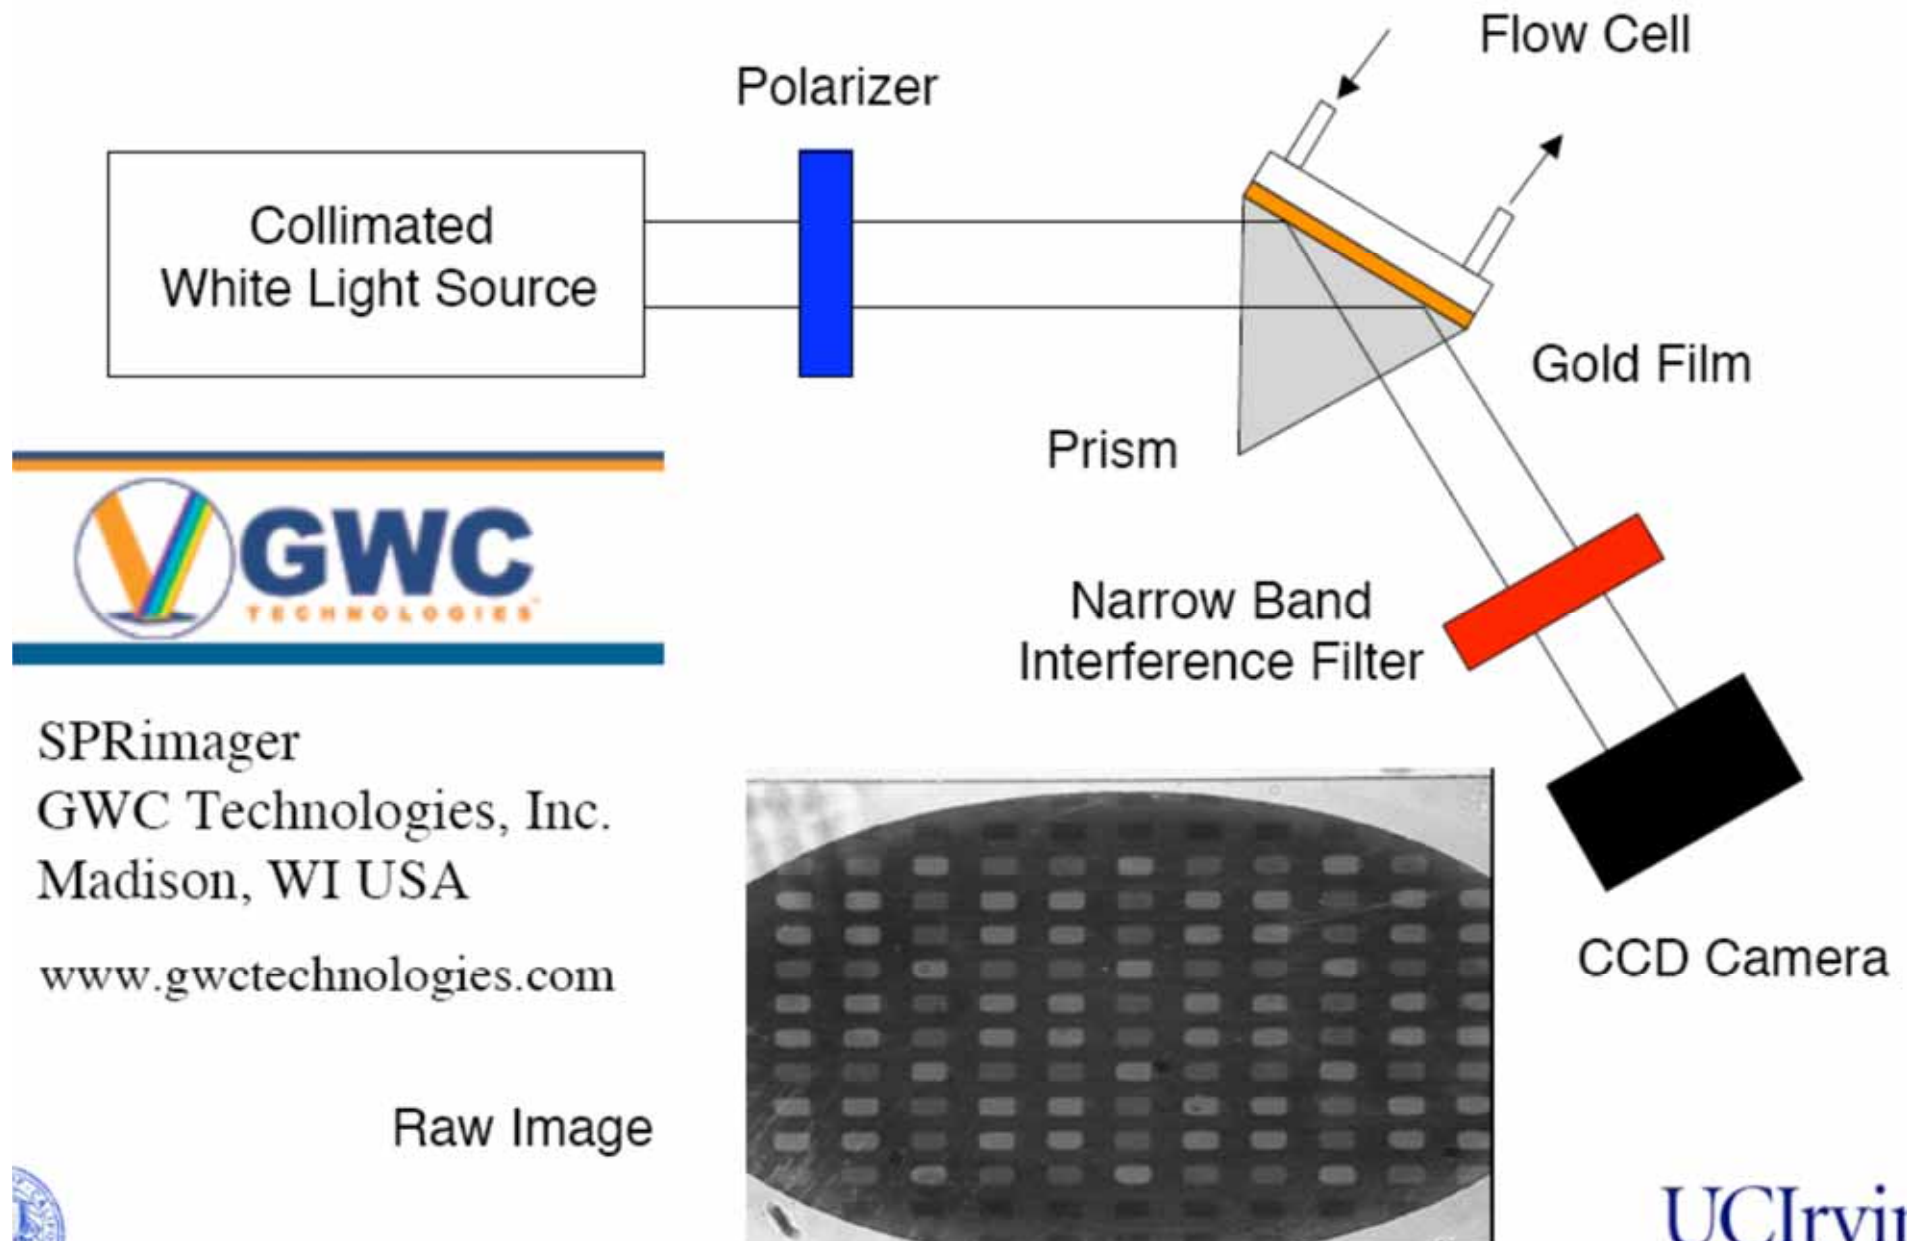 Flow Cell
Polarizer
Collimated
White Light Source
Gold Film
Prism
GWC
TECHNOLOGIES
Narrow Band
Interference Filter
SPRimager
GWC Technologies, Inc.
Madison, WI USA
www.gwctechnologies.com
CCD Camera
Raw Image
UCIrvin